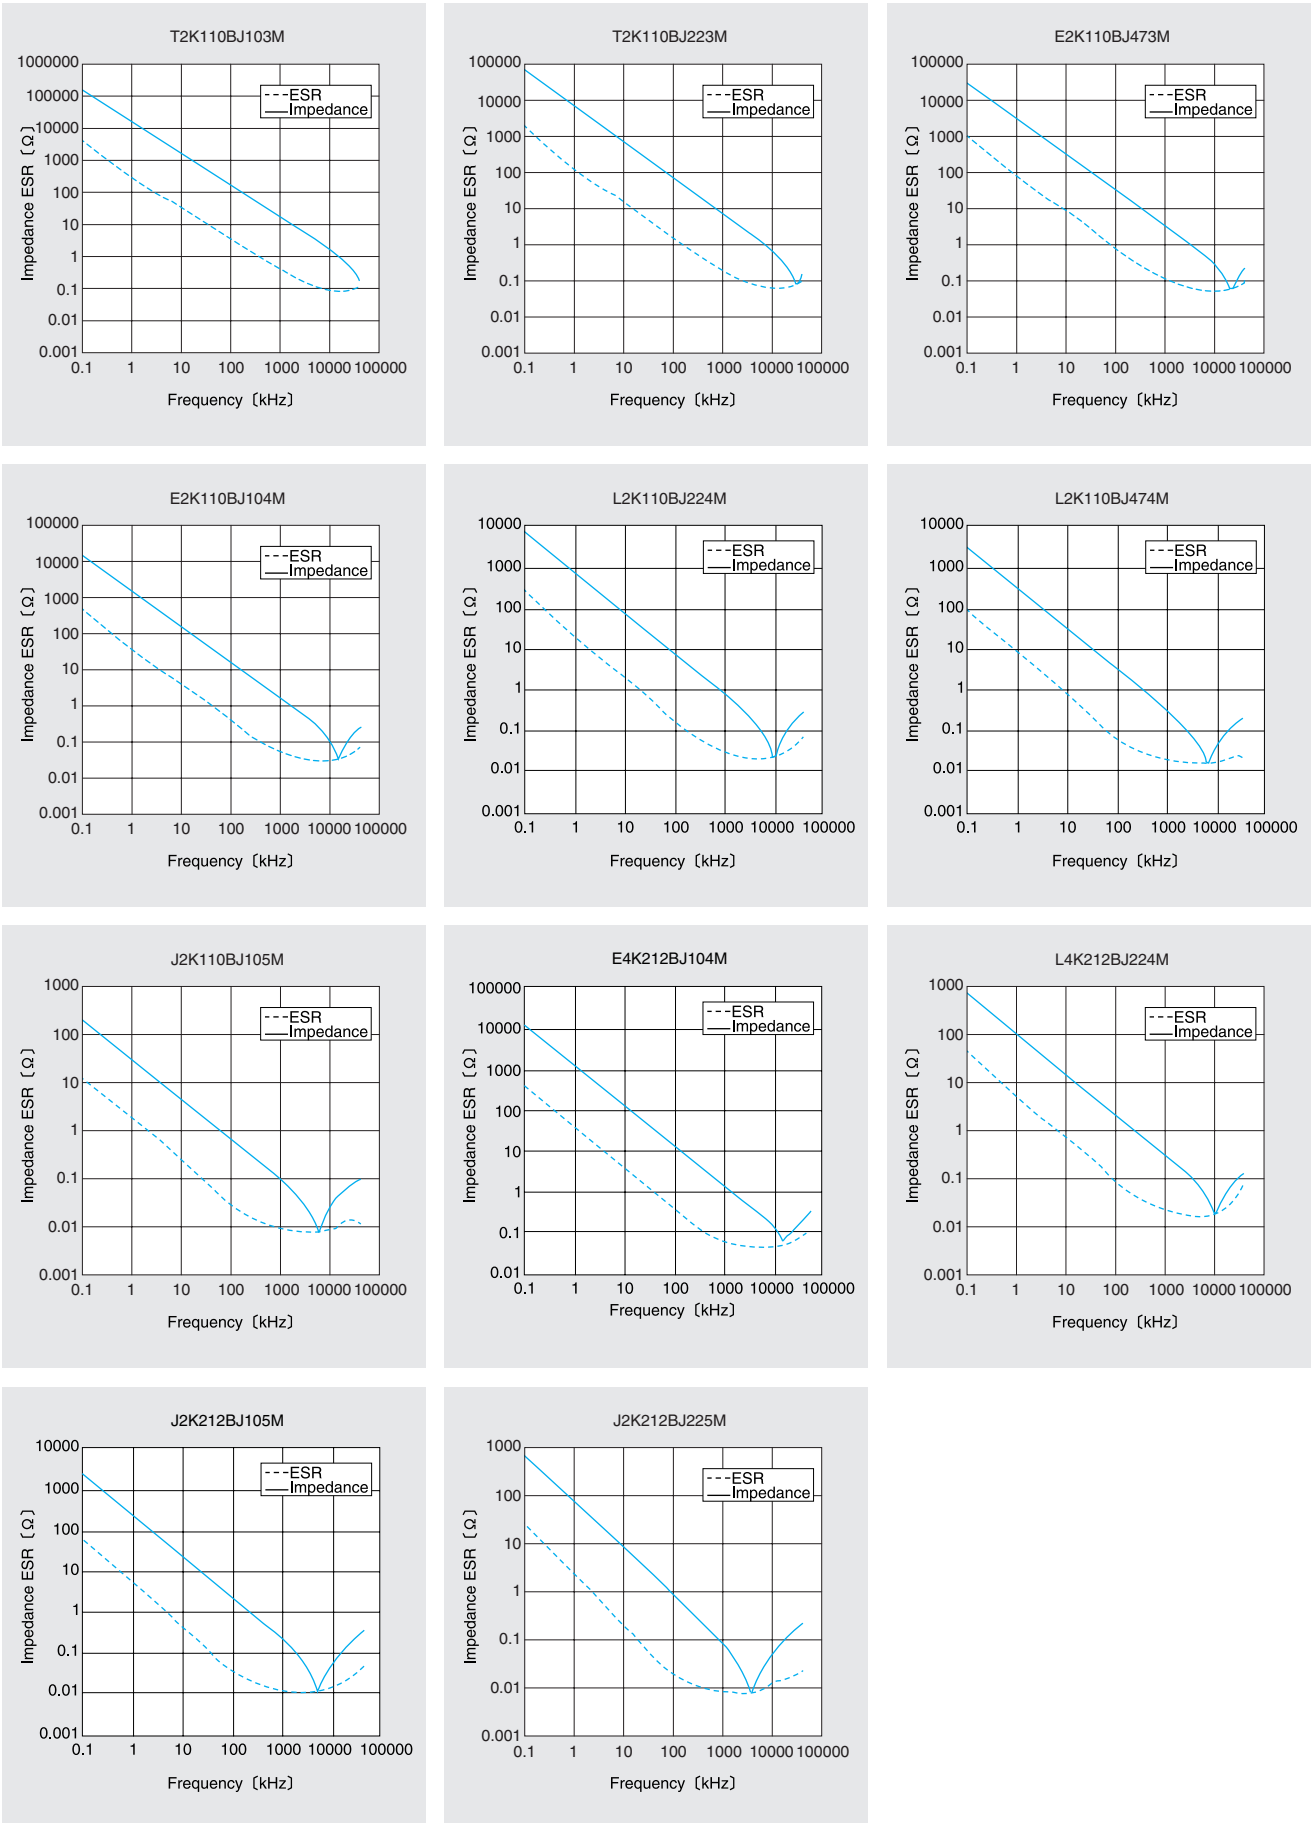 T2K110BJ103M
1000000
100000
10000
1000
100
10
1
0.1
0.01
0.001
Impedance ESR〔Ω〕
ESR
Impedance
0.1 1 10 100 1000 10000 100000
Frequency〔kHz〕
T2K110BJ223M
100000
10000
1000
100
10
1
0.1
0.01
0.001
Impedance ESR〔Ω〕
ESR
Impedance
0.1 1 10 100 1000 10000 100000
Frequency〔kHz〕
E2K110BJ473M
100000
10000
1000
100
10
1
0.1
0.01
0.001
Impedance ESR〔Ω〕
ESR
Impedance
0.1 1 10 100 1000 10000 100000
Frequency〔kHz〕
E2K110BJ104M
100000
10000
1000
100
10
1
0.1
0.01
0.001
Impedance ESR〔Ω〕
ESR
Impedance
0.1 1 10 100 1000 10000 100000
Frequency〔kHz〕
L2K110BJ224M
10000
1000
100
10
1
0.1
0.01
0.001
Impedance ESR〔Ω〕
ESR
Impedance
0.1 1 10 100 1000 10000 100000
Frequency〔kHz〕
L2K110BJ474M
10000
1000
100
10
1
0.1
0.01
0.001
Impedance ESR〔Ω〕
ESR
Impedance
0.1 1 10 100 1000 10000 100000
Frequency〔kHz〕
J2K110BJ105M
1000
100
10
1
0.1
0.01
0.001
Impedance ESR〔Ω〕
ESR
Impedance
0.1 1 10 100 1000 10000 100000
Frequency〔kHz〕
E4K212BJ104M
100000
10000
1000
100
10
1
0.1
0.01
Impedance ESR〔Ω〕
ESR
Impedance
0.1 1 10 100 1000 10000 100000
Frequency〔kHz〕
L4K212BJ224M
1000
100
10
1
0.1
0.01
0.001
Impedance ESR〔Ω〕
ESR
Impedance
0.1 1 10 100 1000 10000 100000
Frequency〔kHz〕
J2K212BJ105M
10000
1000
100
10
1
0.1
0.01
0.001
Impedance ESR〔Ω〕
ESR
Impedance
0.1 1 10 100 1000 10000 100000
Frequency〔kHz〕
J2K212BJ225M
1000
100
10
1
0.1
0.01
0.001
Impedance ESR〔Ω〕
ESR
Impedance
0.1 1 10 100 1000 10000 100000
Frequency〔kHz〕